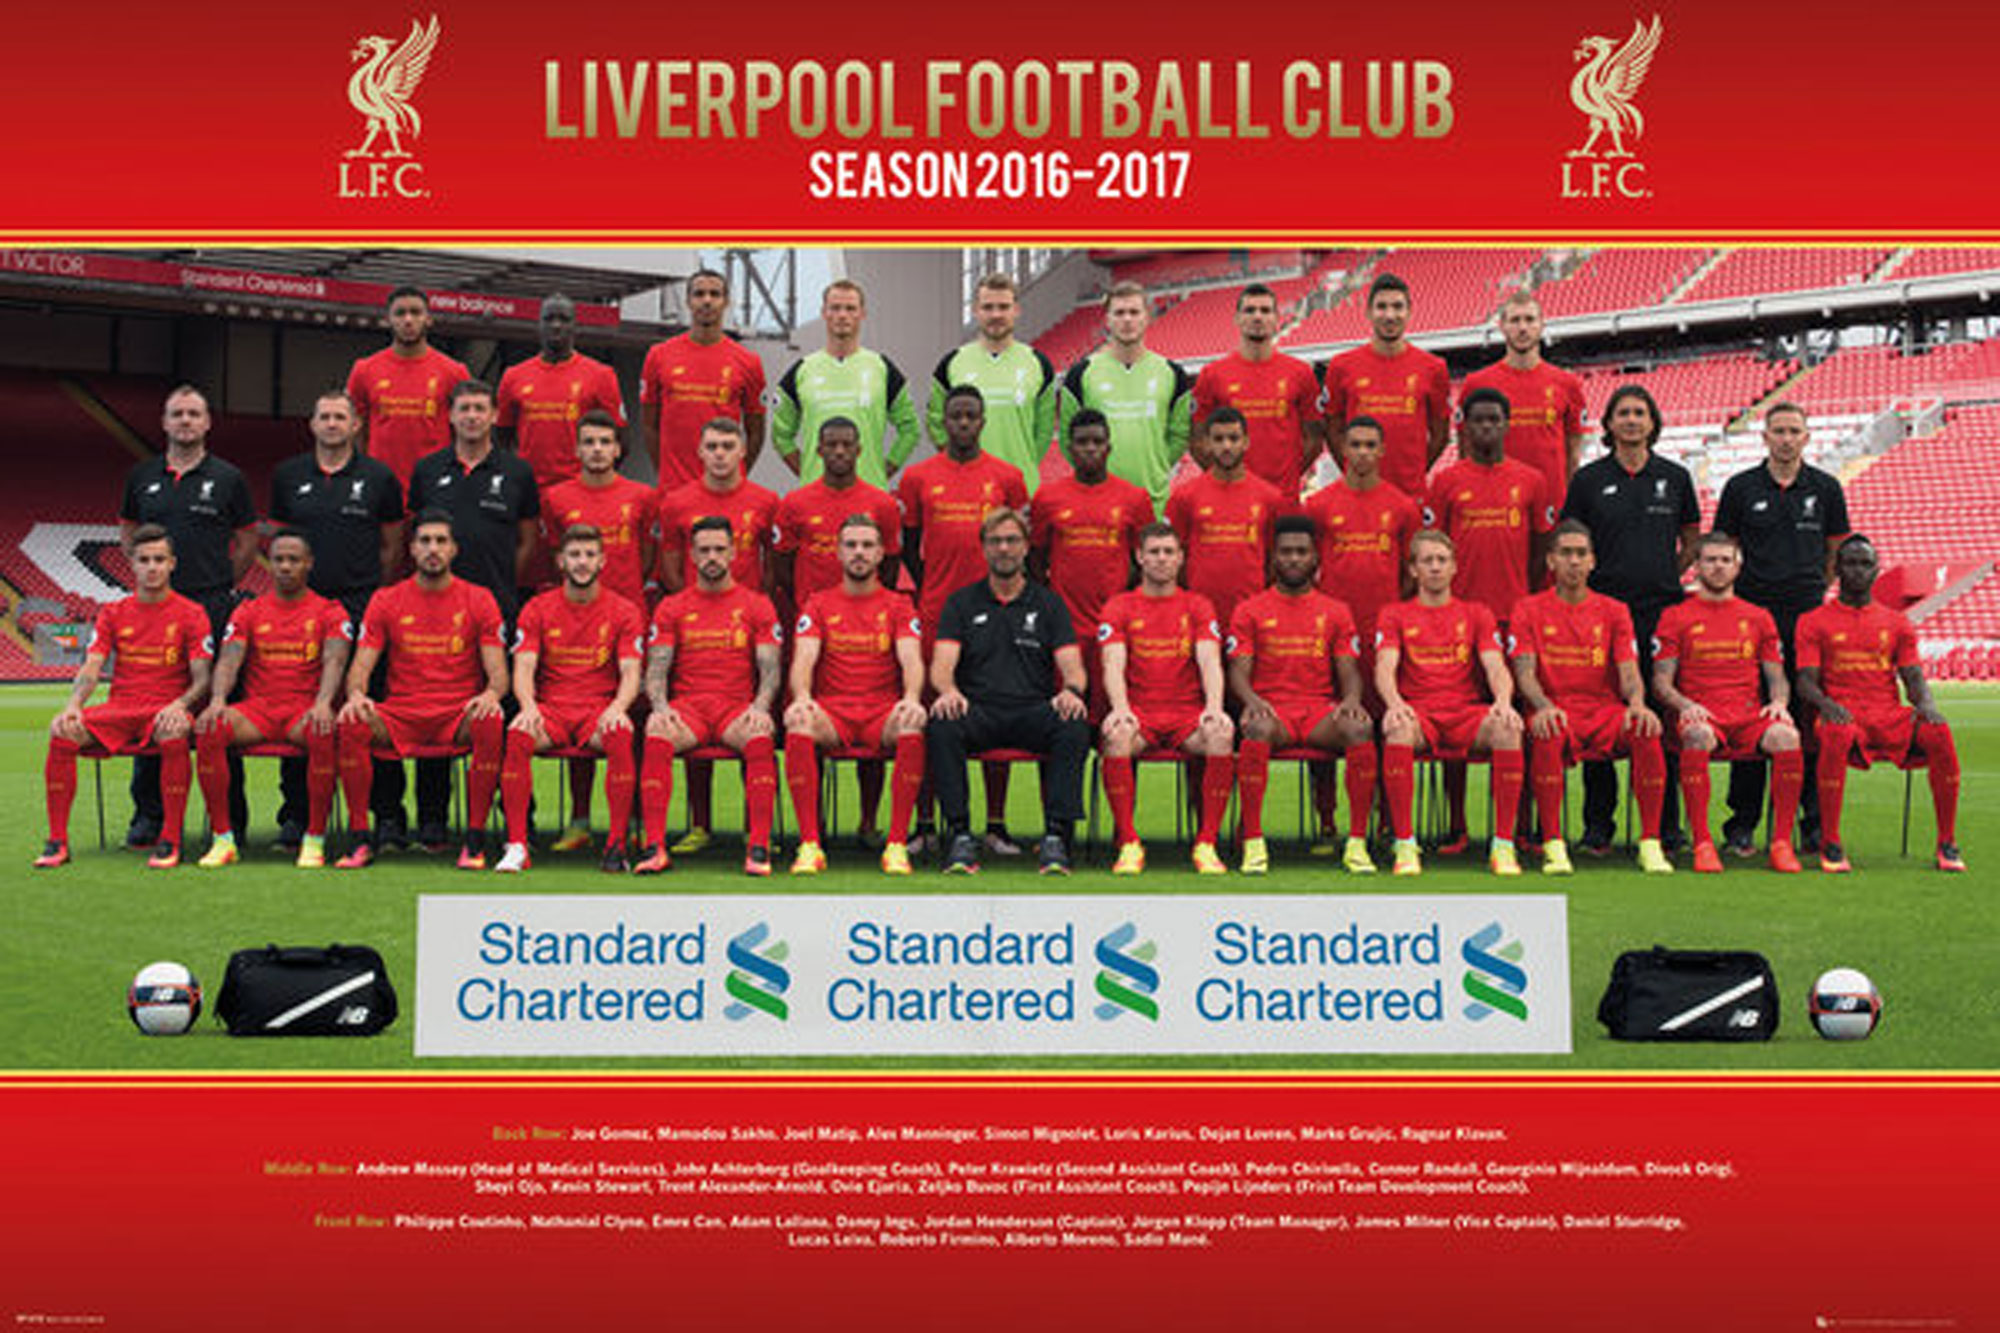 L.F.C.
LIVERPOOL FOOTBALL CLUB
SEASON 2016-2017
L.F.C.
T VICTOR
Standard Chartered
new balance
Standard Chartered
Standard Chartered
Standard Chartered
Back Row: Joe Gomez, Mamadou Sakho, Joel Matip, Alex Manninger, Simon Mignolet, Loris Karius, Dejan Lovren, Marko Grujic, Ragnar Klavan.
Middle Row: Andrew Massey (Head of Medical Services), John Achterberg (Goalkeeping Coach), Peter Krawietz (Second Assistant Coach), Pedro Chirivella, Connor Randall, Georginio Wijnaldum, Divock Origi,
Sheyi Ojo, Kevin Stewart, Trent Alexander-Arnold, Ovie Ejaria, Zeljko Buvac (First Assistant Coach), Pepijn Lijnders (Frist Team Development Coach).
Front Row: Philippe Coutinho, Nathanial Clyne, Emre Can, Adam Lallana, Danny Ings, Jordan Henderson (Captain), Jürgen Klopp (Team Manager), James Milner (Vice Captain), Daniel Sturridge,
Lucas Leiva, Roberto Firmino, Alberto Moreno, Sadio Mané.